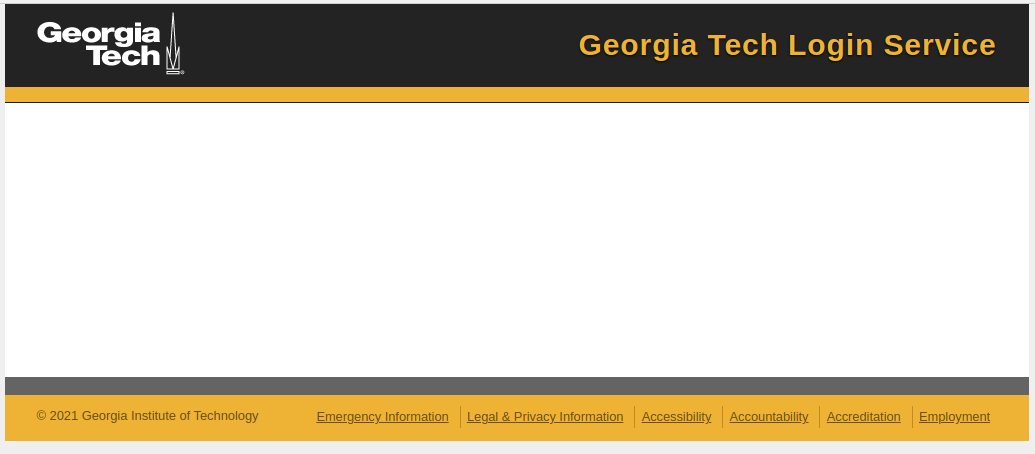 Georgia
Tech
Georgia Tech Login Service
© 2021 Georgia Institute of Technology
Emergency Information
Legal & Privacy Information
Accessibility
Accountability
Accreditation
Employment